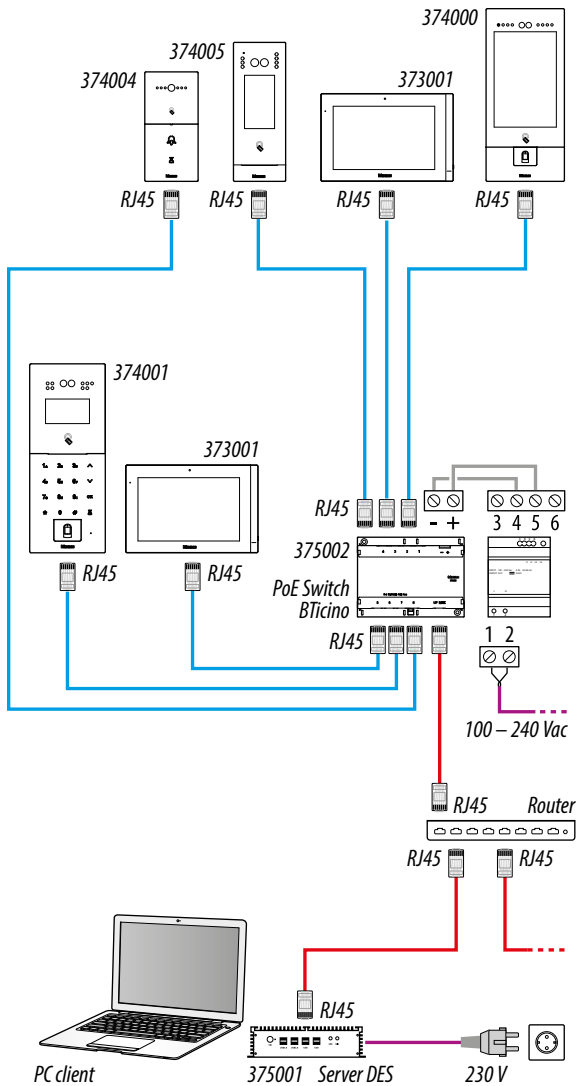 374000
374005
374004
373001
RJ45
RJ45
RJ45
RJ45
374001
373001
RJ45
- +
3 4 5 6
375002
PoE Switch
BTicino
RJ45
RJ45
RJ45
1 2
100 – 240 Vac
RJ45
Router
RJ45
RJ45
RJ45
PC client
375001 Server DES
230 V